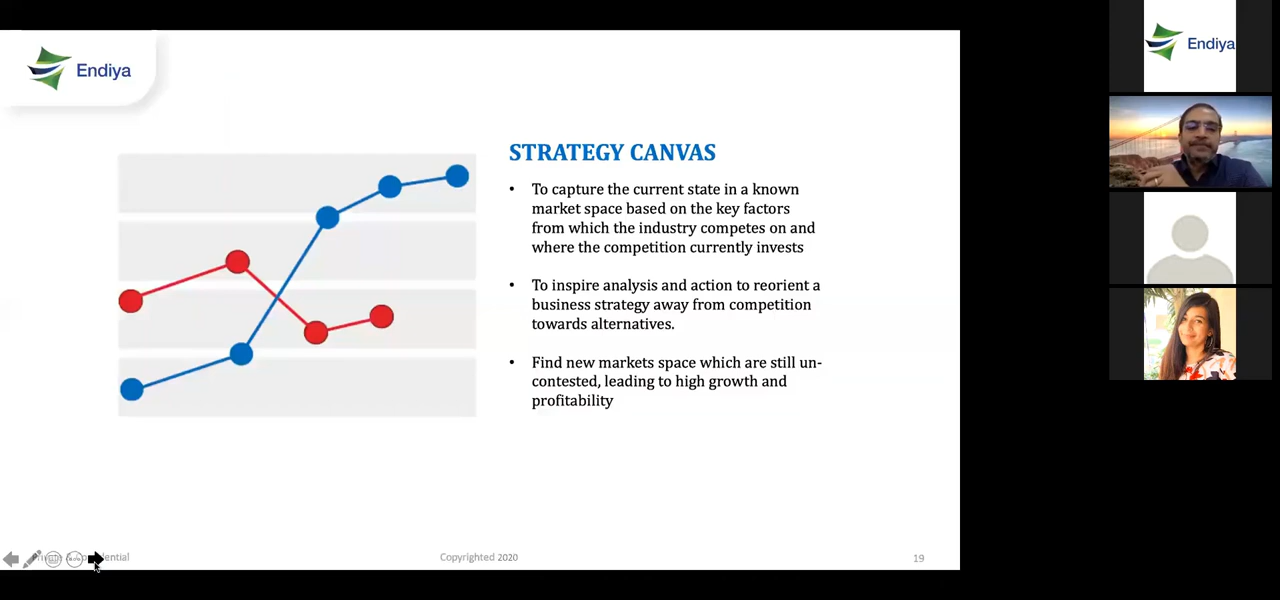 Endiya
Endiya
STRATEGY CANVAS
• To capture the current state in a known
market space based on the key factors
from which the industry competes on and
where the competition currently invests
• To inspire analysis and action to reorient a
business strategy away from competition
towards alternatives.
• Find new markets space which are still un-
contested, leading to high growth and
profitability
Copyrighted 2020
19